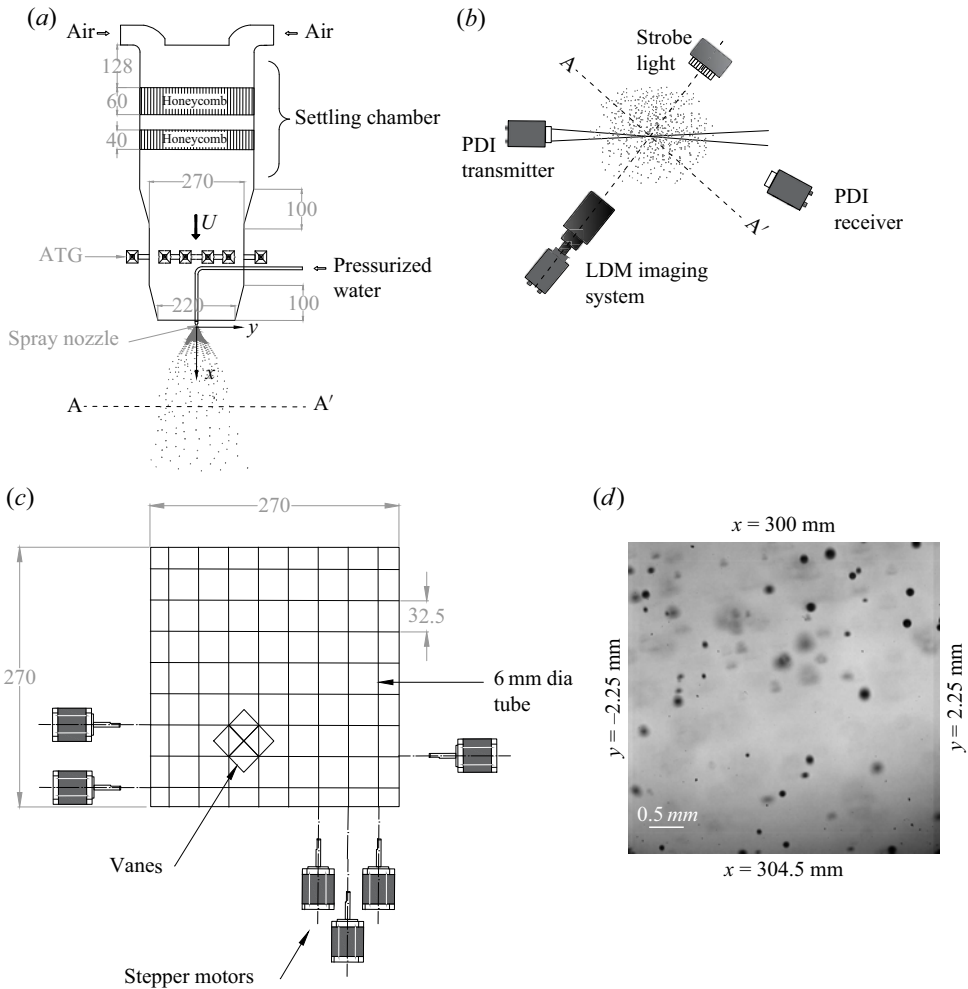 (a)
Air
Air
128
60
Honeycomb
40
Honeycomb
Settling chamber
270
100
U
ATG
Pressurized
water
220
100
Spray nozzle
y
x
A
A′
(b)
Strobe
light
A
PDI
transmitter
A′
PDI
receiver
LDM imaging
system
(c)
270
32.5
270
6 mm dia
tube
Vanes
Stepper motors
(d)
x = 300 mm
y = −2.25 mm
y = 2.25 mm
0.5 mm
x = 304.5 mm